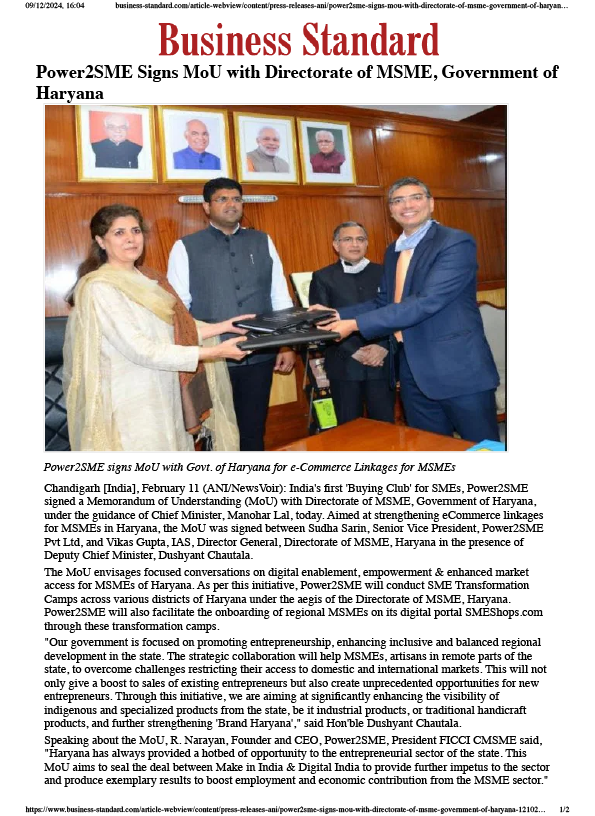 09/12/2024, 16:04 business-standard.com/article-webview/content/press-releases-ani/power2sme-signs-mou-with-directorate-of-msme-government-of-haryan…
Business Standard
Power2SME Signs MoU with Directorate of MSME, Government of
Haryana
Power2SME signs MoU with Govt. of Haryana for e-Commerce Linkages for MSMEs
Chandigarh [India], February 11 (ANI/NewsVoir): India's first 'Buying Club' for SMEs, Power2SME
signed a Memorandum of Understanding (MoU) with Directorate of MSME, Government of Haryana,
under the guidance of Chief Minister, Manohar Lal, today. Aimed at strengthening eCommerce linkages
for MSMEs in Haryana, the MoU was signed between Sudha Sarin, Senior Vice President, Power2SME
Pvt Ltd, and Vikas Gupta, IAS, Director General, Directorate of MSME, Haryana in the presence of
Deputy Chief Minister, Dushyant Chautala.
The MoU envisages focused conversations on digital enablement, empowerment & enhanced market
access for MSMEs of Haryana. As per this initiative, Power2SME will conduct SME Transformation
Camps across various districts of Haryana under the aegis of the Directorate of MSME, Haryana.
Power2SME will also facilitate the onboarding of regional MSMEs on its digital portal SMEShops.com
through these transformation camps.
"Our government is focused on promoting entrepreneurship, enhancing inclusive and balanced regional
development in the state. The strategic collaboration will help MSMEs, artisans in remote parts of the
state, to overcome challenges restricting their access to domestic and international markets. This will not
only give a boost to sales of existing entrepreneurs but also create unprecedented opportunities for new
entrepreneurs. Through this initiative, we are aiming at significantly enhancing the visibility of
indigenous and specialized products from the state, be it industrial products, or traditional handicraft
products, and further strengthening 'Brand Haryana'," said Hon'ble Dushyant Chautala.
Speaking about the MoU, R. Narayan, Founder and CEO, Power2SME, President FICCI CMSME said,
"Haryana has always provided a hotbed of opportunity to the entrepreneurial sector of the state. This
MoU aims to seal the deal between Make in India & Digital India to provide further impetus to the sector
and produce exemplary results to boost employment and economic contribution from the MSME sector."
https://www.business-standard.com/article-webview/content/press-releases-ani/power2sme-signs-mou-with-directorate-of-msme-government-of-haryana-12102… 1/2